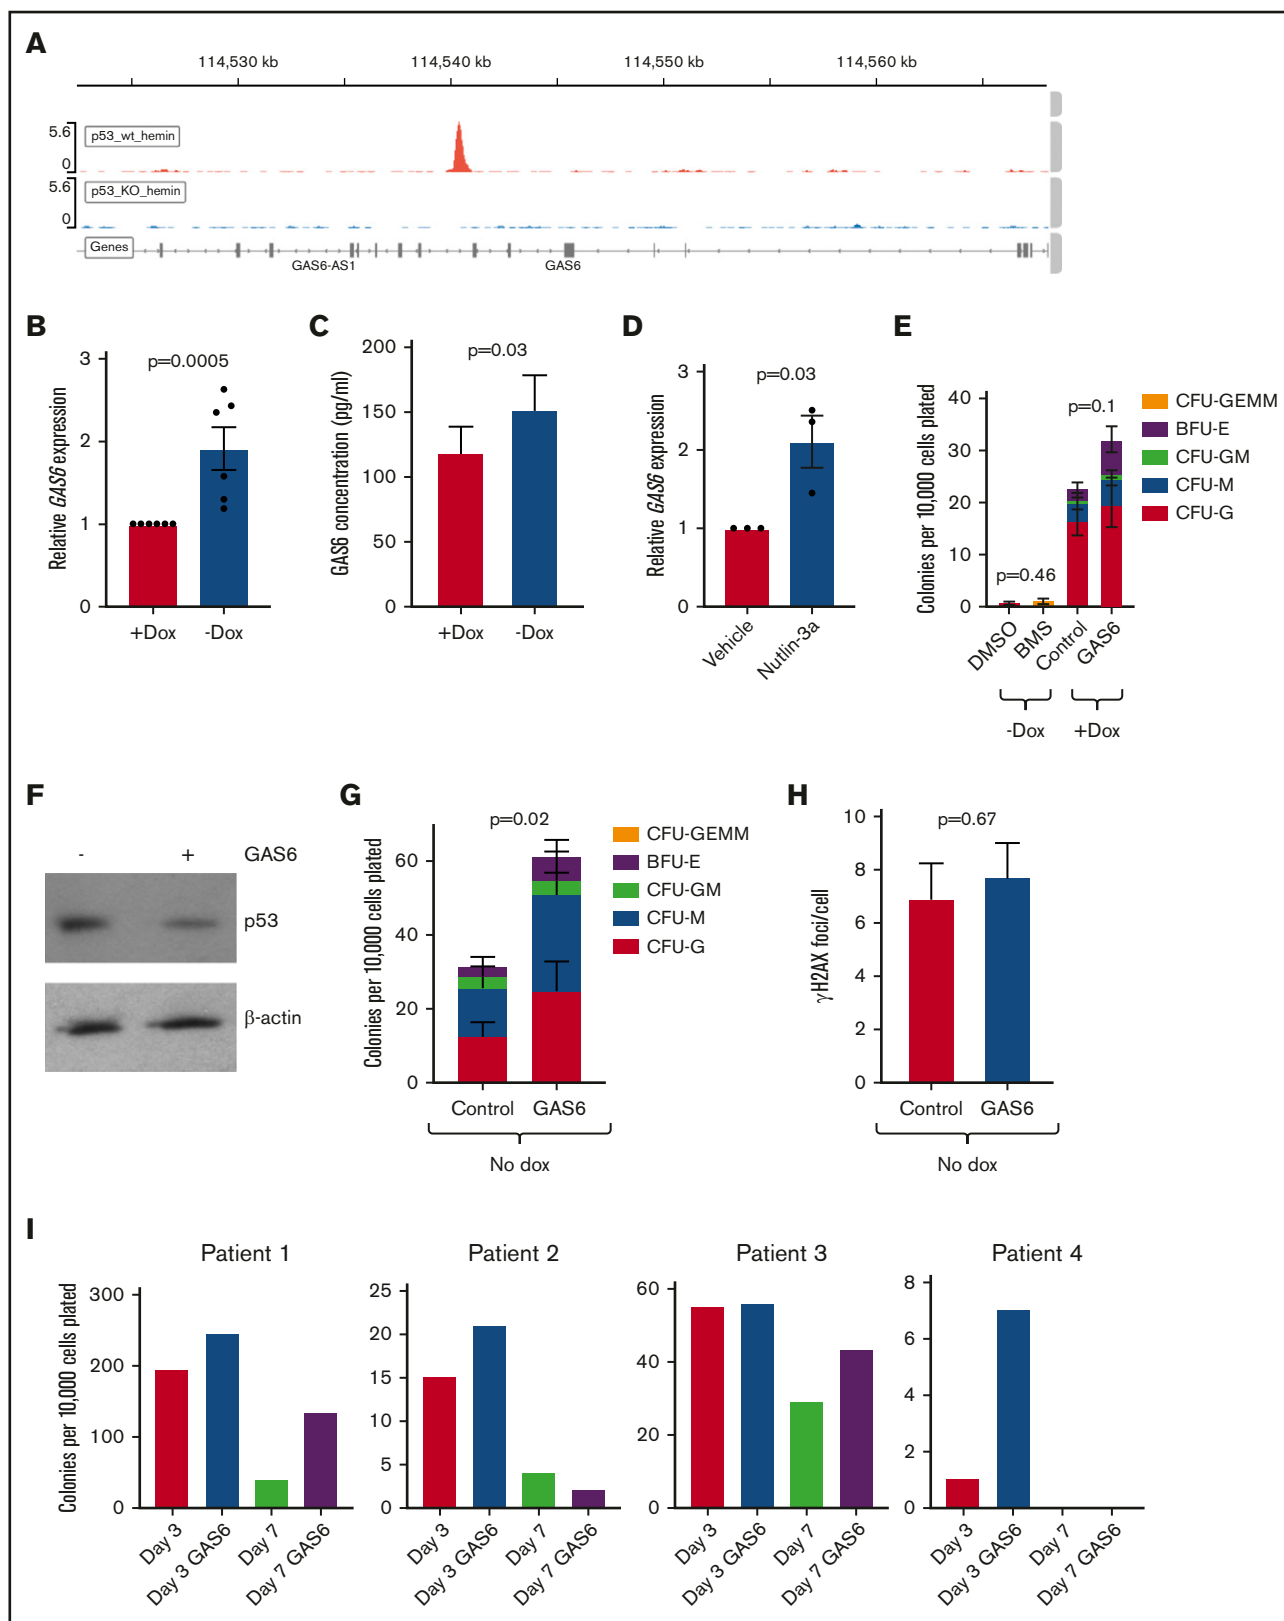 A
114,530 kb 114,540 kb 114,550 kb 114,560 kb
5.6
p53_wt_hemin
0
5.6
p53_KO_hemin
0
Genes
GAS6-AS1 GAS6
B
Relative GAS6 expression
p=0.0005
3
2
1
0
+Dox -Dox
C
GAS6 concentration (pg/ml)
p=0.03
200
150
100
50
0
+Dox -Dox
D
Relative GAS6 expression
p=0.03
3
2
1
0
Vehicle Nutlin-3a
E
Colonies per 10,000 cells plated
40
30
20
10
0
p=0.1
p=0.46
DMSO BMS Control GAS6
-Dox +Dox
CFU-GEMM
BFU-E
CFU-GM
CFU-M
CFU-G
F
- + GAS6
p53
β-actin
G
Colonies per 10,000 cells plated
p=0.02
60
40
20
0
Control GAS6
No dox
CFU-GEMM
BFU-E
CFU-GM
CFU-M
CFU-G
H
γH2AX foci/cell
p=0.67
10
8
6
4
2
0
Control GAS6
No dox
I
Colonies per 10,000 cells plated
Patient 1
300
200
100
0
Day 3 Day 3 GAS6 Day 7 Day 7 GAS6
Patient 2
25
20
15
10
5
0
Day 3 Day 3 GAS6 Day 7 Day 7 GAS6
Patient 3
60
40
20
0
Day 3 Day 3 GAS6 Day 7 Day 7 GAS6
Patient 4
8
6
4
2
0
Day 3 Day 3 GAS6 Day 7 Day 7 GAS6